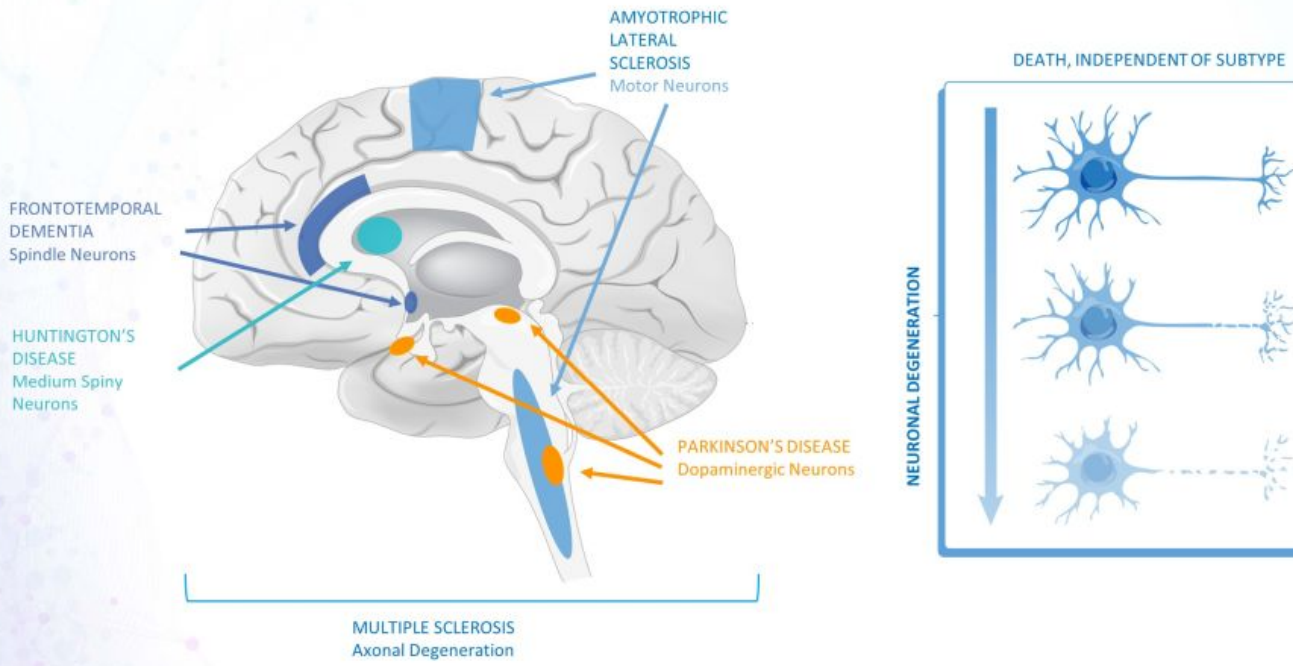 AMYOTROPHIC
LATERAL
SCLEROSIS
Motor Neurons
DEATH, INDEPENDENT OF SUBTYPE
FRONTOTEMPORAL
DEMENTIA
Spindle Neurons
HUNTINGTON'S
DISEASE
Medium Spiny
Neurons
PARKINSON'S DISEASE
Dopaminergic Neurons
NEURONAL DEGENERATION
MULTIPLE SCLEROSIS
Axonal Degeneration